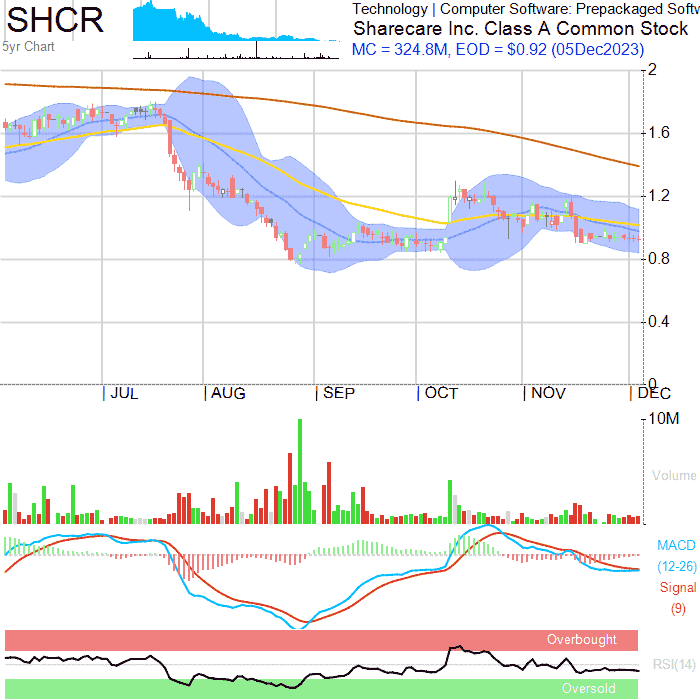 SHCR
5yr Chart
Technology | Computer Software: Prepackaged Softw
Sharecare Inc. Class A Common Stock
MC = 324.8M, EOD = $0.92 (05Dec2023)
2
1.6
1.2
0.8
0.4
0
JUL AUG SEP OCT NOV DEC
10M
Volume
MACD
(12-26)
Signal
(9)
Overbought
RSI(14)
Oversold